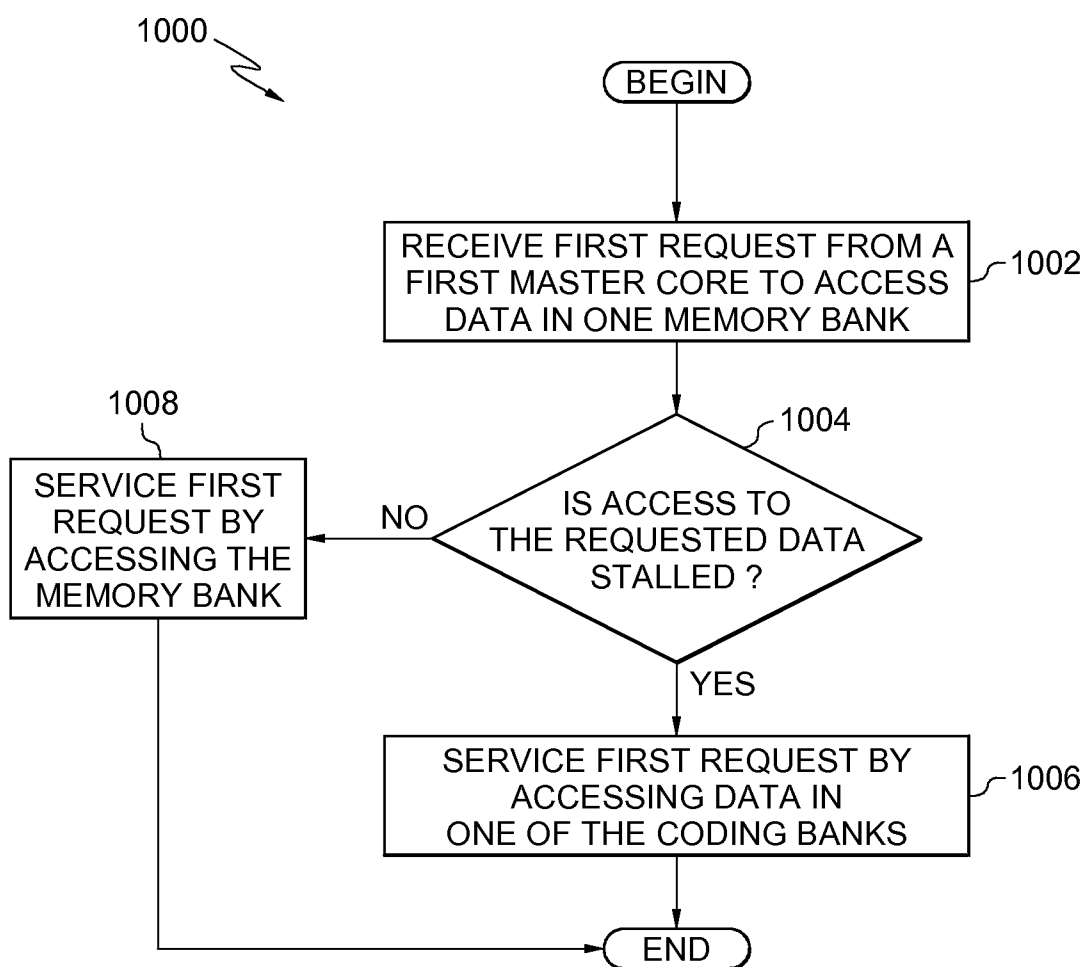 1000
BEGIN
RECEIVE FIRST REQUEST FROM A
FIRST MASTER CORE TO ACCESS
DATA IN ONE MEMORY BANK
1002
1004
IS ACCESS TO
THE REQUESTED DATA
STALLED ?
NO
1008
SERVICE FIRST
REQUEST BY
ACCESSING THE
MEMORY BANK
YES
SERVICE FIRST REQUEST BY
ACCESSING DATA IN
ONE OF THE CODING BANKS
1006
END